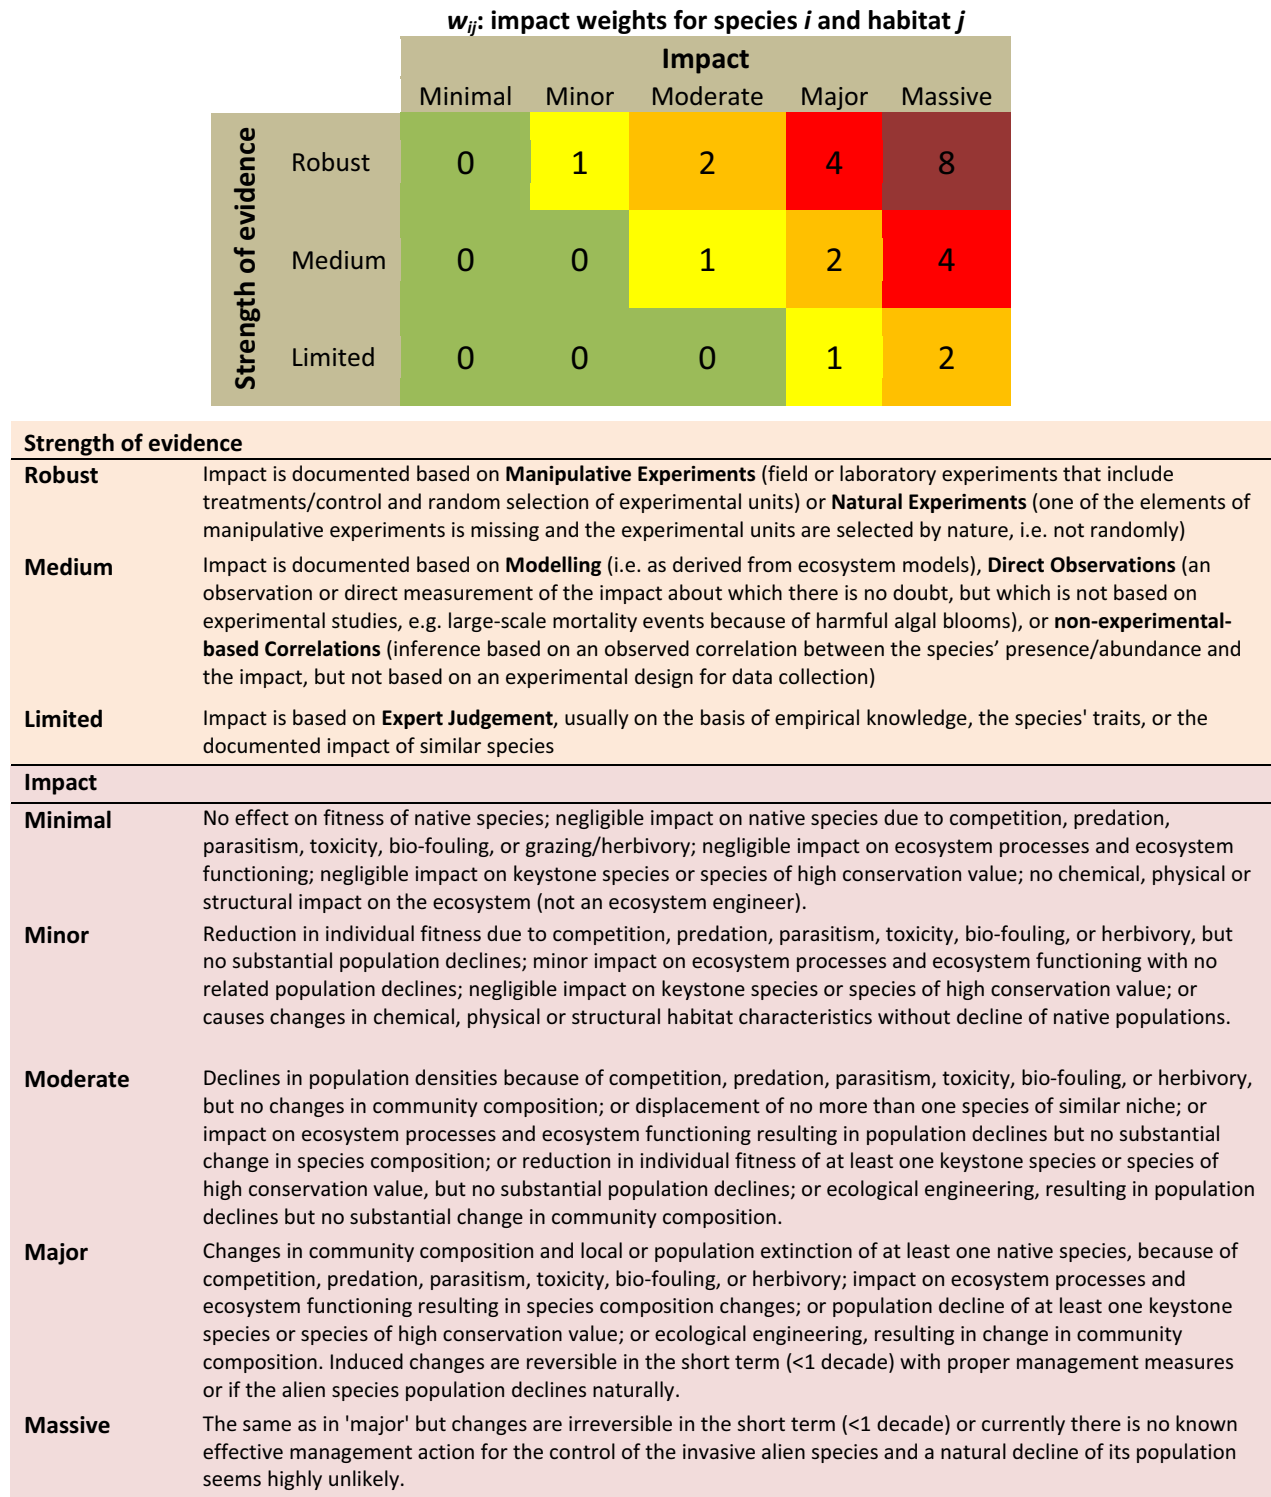 wij: impact weights for species i and habitat j
Impact
Minimal Minor Moderate Major Massive
Strength of evidence
Robust 0 1 2 4 8
Medium 0 0 1 2 4
Limited 0 0 0 1 2
Strength of evidence
Robust Impact is documented based on Manipulative Experiments (field or laboratory experiments that include
treatments/control and random selection of experimental units) or Natural Experiments (one of the elements of
manipulative experiments is missing and the experimental units are selected by nature, i.e. not randomly)
Medium Impact is documented based on Modelling (i.e. as derived from ecosystem models), Direct Observations (an
observation or direct measurement of the impact about which there is no doubt, but which is not based on
experimental studies, e.g. large-scale mortality events because of harmful algal blooms), or non-experimental-
based Correlations (inference based on an observed correlation between the species’ presence/abundance and
the impact, but not based on an experimental design for data collection)
Limited Impact is based on Expert Judgement, usually on the basis of empirical knowledge, the species' traits, or the
documented impact of similar species
Impact
Minimal No effect on fitness of native species; negligible impact on native species due to competition, predation,
parasitism, toxicity, bio-fouling, or grazing/herbivory; negligible impact on ecosystem processes and ecosystem
functioning; negligible impact on keystone species or species of high conservation value; no chemical, physical or
structural impact on the ecosystem (not an ecosystem engineer).
Minor Reduction in individual fitness due to competition, predation, parasitism, toxicity, bio-fouling, or herbivory, but
no substantial population declines; minor impact on ecosystem processes and ecosystem functioning with no
related population declines; negligible impact on keystone species or species of high conservation value; or
causes changes in chemical, physical or structural habitat characteristics without decline of native populations.
Moderate Declines in population densities because of competition, predation, parasitism, toxicity, bio-fouling, or herbivory,
but no changes in community composition; or displacement of no more than one species of similar niche; or
impact on ecosystem processes and ecosystem functioning resulting in population declines but no substantial
change in species composition; or reduction in individual fitness of at least one keystone species or species of
high conservation value, but no substantial population declines; or ecological engineering, resulting in population
declines but no substantial change in community composition.
Major Changes in community composition and local or population extinction of at least one native species, because of
competition, predation, parasitism, toxicity, bio-fouling, or herbivory; impact on ecosystem processes and
ecosystem functioning resulting in species composition changes; or population decline of at least one keystone
species or species of high conservation value; or ecological engineering, resulting in change in community
composition. Induced changes are reversible in the short term (<1 decade) with proper management measures
or if the alien species population declines naturally.
Massive The same as in 'major' but changes are irreversible in the short term (<1 decade) or currently there is no known
effective management action for the control of the invasive alien species and a natural decline of its population
seems highly unlikely.